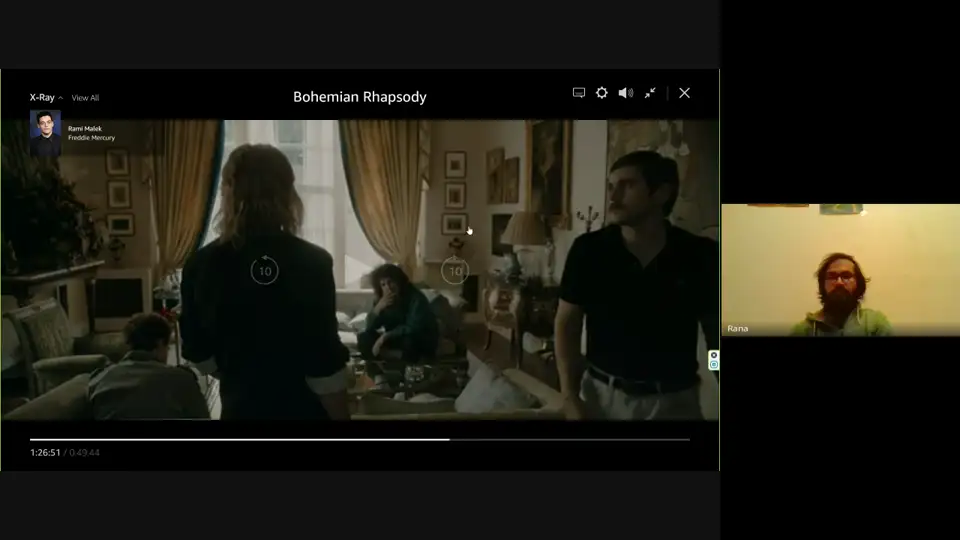 X-Ray View All
Bohemian Rhapsody
Rami Malek
Freddie Mercury
10
10
1:26:51 / 0:49:44
Rana